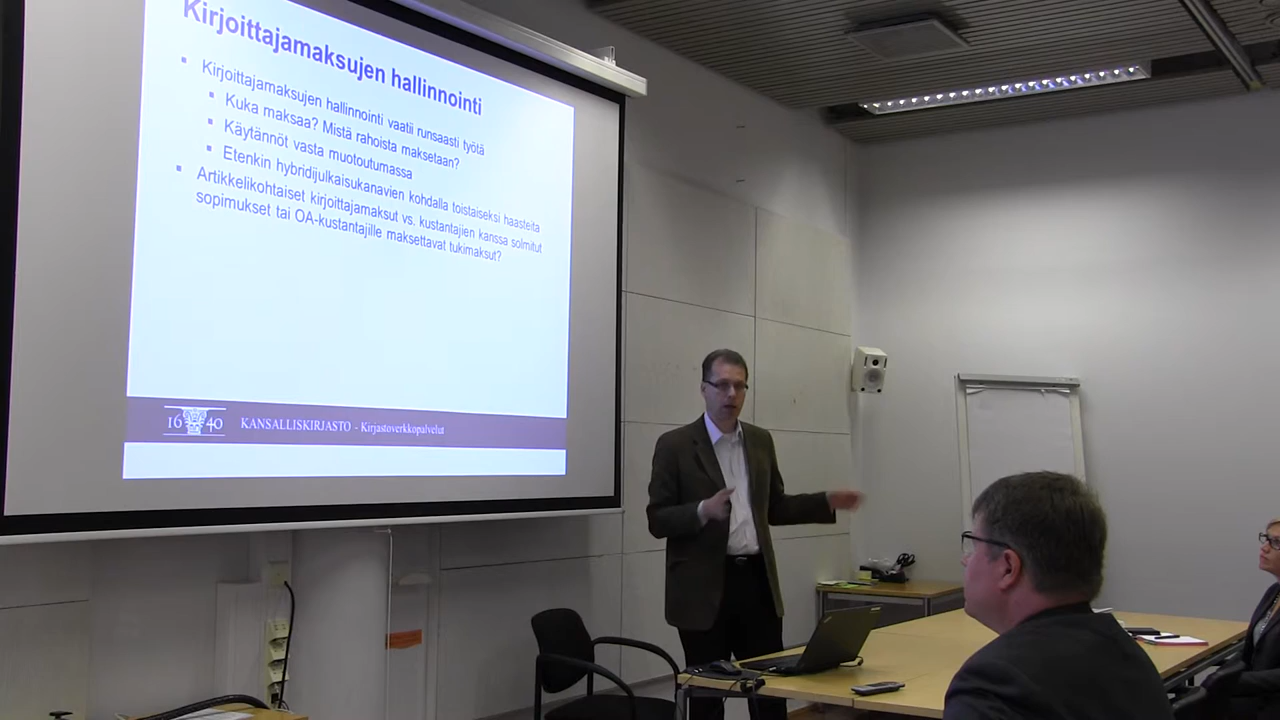 Kirjoittajamaksujen hallinnointi
▪ Kirjoittajamaksujen hallinnointi vaatii runsaasti työtä
▪ Kuka maksaa? Mistä rahoista maksetaan?
▪ Käytännöt vasta muotoutumassa
▪ Etenkin hybridijulkaisukanavien kohdalla toistaiseksi haasteita
▪ Artikkelikohtaiset kirjoittajamaksut vs. kustantajien kanssa solmitut
sopimukset tai OA-kustantajille maksettavat tukimaksut?
1640
KANSALLISKIRJASTO - Kirjastoverkkopalvelut